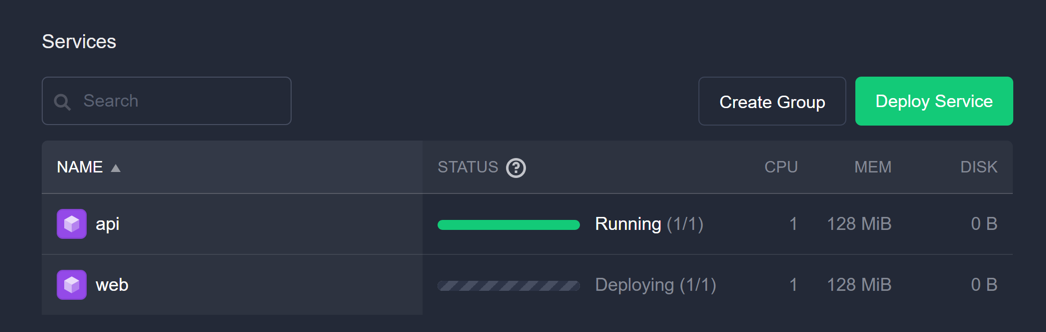 Services
Search
Create Group
Deploy Service
NAME STATUS ? CPU MEM DISK
api Running (1/1) 1 128 MiB 0 B
web Deploying (1/1) 1 128 MiB 0 B